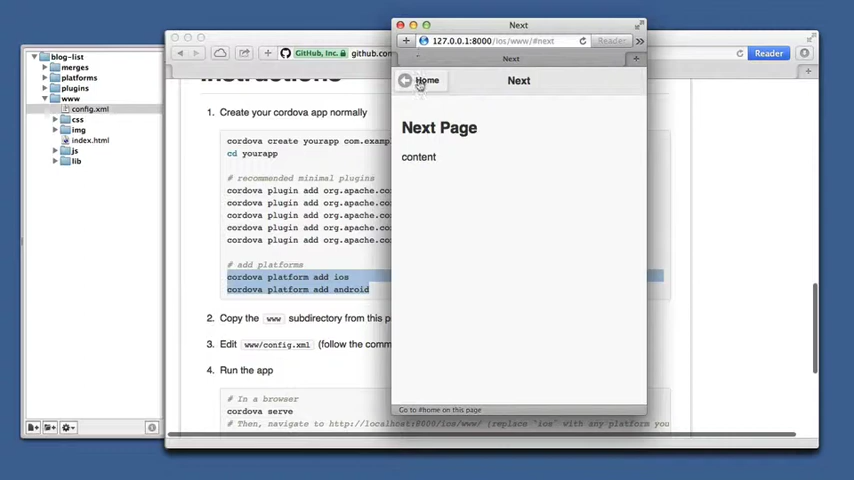 blog-list
merges
platforms
plugins
www
config.xml
css
img
index.html
js
lib
GitHub, Inc.
github.com
Reader
Instructions
1. Create your cordova app normally
cordova create yourapp com.examp
cd yourapp
# recommended minimal plugins
cordova plugin add org.apache.co
cordova plugin add org.apache.co
cordova plugin add org.apache.co
cordova plugin add org.apache.co
cordova plugin add org.apache.co
# add platforms
cordova platform add ios
cordova platform add android
2. Copy the www subdirectory from this p
3. Edit www/config.xml (follow the comm
4. Run the app
# In a browser
cordova serve
# Then, navigate to http://localhost:8000/ios/www/ (replace `ios` with any platform you
Next
127.0.0.1:8000/ios/www/#next
Reader
Next
Home
Next
Next Page
content
Go to #home on this page